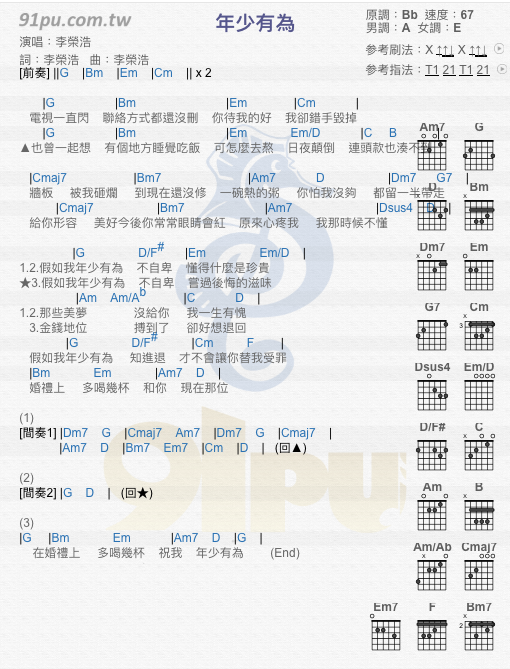 91pu.com.tw
年少有為
原調：Bb 速度：67
男調：A 女調：E
演唱：李榮浩
詞：李榮浩 曲：李榮浩
參考刷法：X ↑↑↓ X ↑↑↓
參考指法：T1 21 T1 21
[前奏] ||G |Bm |Em |Cm || x 2
|G |Bm |Em |Cm |
電視一直閃 聯絡方式都還沒刪 你待我的好 我卻錯手毀掉
|G |Bm |Em Em/D |C B
▲也曾一起想 有個地方睡覺吃飯 可怎麼去熬 日夜顛倒 連頭款也湊不到
|Cmaj7 |Bm7 |Am7 D |Dm7 G7 |
牆板 被我砸爛 到現在還沒修 一碗熱的粥 你怕我沒夠 都留一半帶走
|Cmaj7 |Bm7 |Am7 |Dsus4 D |
給你形容 美好今後你常常眼睛會紅 原來心疼我 我那時候不懂
|G D/F# |Em Em/D |
1.2.假如我年少有為 不自卑 懂得什麼是珍貴
★3.假如我年少有為 不自卑 嘗過後悔的滋味
|Am Am/Ab |C D |
1.2.那些美夢 沒給你 我一生有愧
3.金錢地位 搏到了 卻好想退回
|G D/F# |Cm F |
假如我年少有為 知進退 才不會讓你替我受罪
|Bm Em |Am7 D |
婚禮上 多喝幾杯 和你 現在那位
(1)
[間奏1] |Dm7 G |Cmaj7 Am7 |Dm7 G |Cmaj7 |
|Am7 D |Bm7 Em7 |Cm |D | (回▲)
(2)
[間奏2] |G D | (回★)
(3)
|G |Bm Em |Am7 D .|G |
在婚禮上 多喝幾杯 祝我 年少有為 (End)
Am7 G
D Bm
Dm7 Em
G7 Cm
3
Dsus4 Em/D
D/F# C
Am B
Am/Ab Cmaj7
Em7 F Bm7
2
91pu